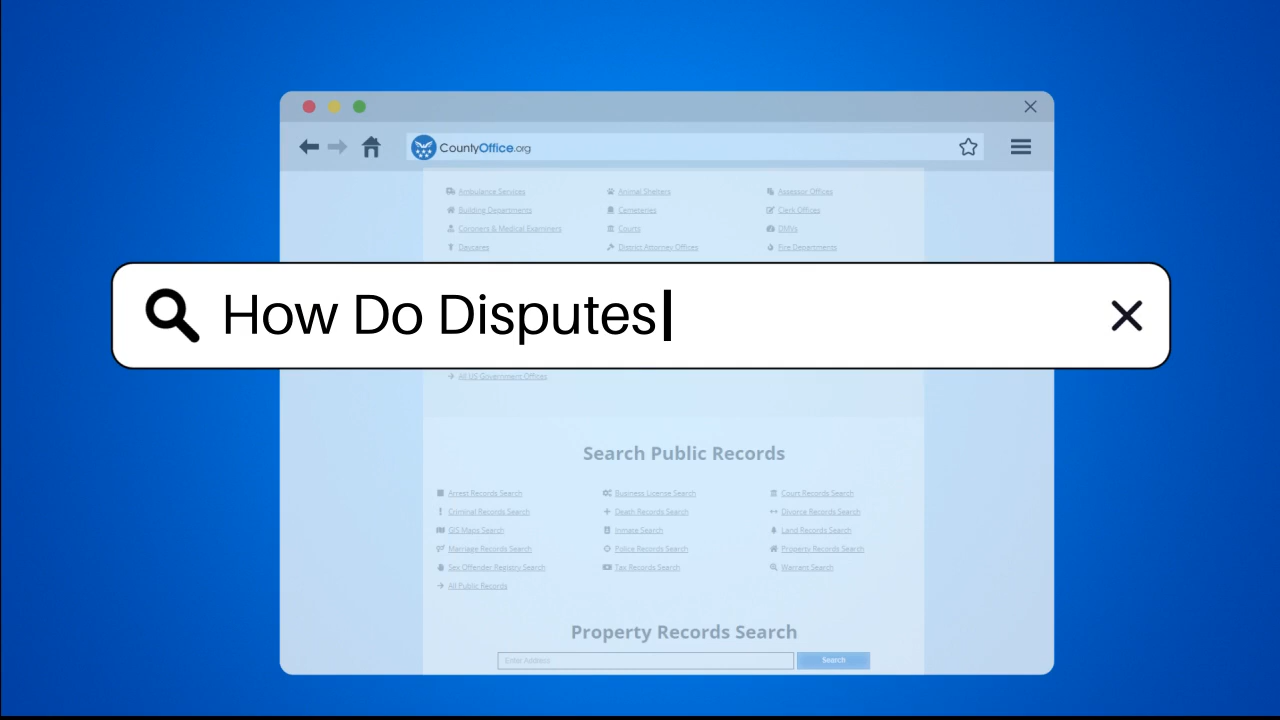 CountyOffice.org
Ambulance Services Animal Shelters Assessor Offices
Building Departments Cemeteries Clerk Offices
Coroners & Medical Examiners Courts DMVs
Daycares District Attorney Offices Fire Departments
How Do Disputes
All US Government Offices
Search Public Records
Arrest Records Search Business License Search Court Records Search
Criminal Records Search Death Records Search Divorce Records Search
GIS Maps Search Inmate Search Land Records Search
Marriage Records Search Police Records Search Property Records Search
Sex Offender Registry Search Tax Records Search Warrant Search
All Public Records
Property Records Search
Enter Address Search